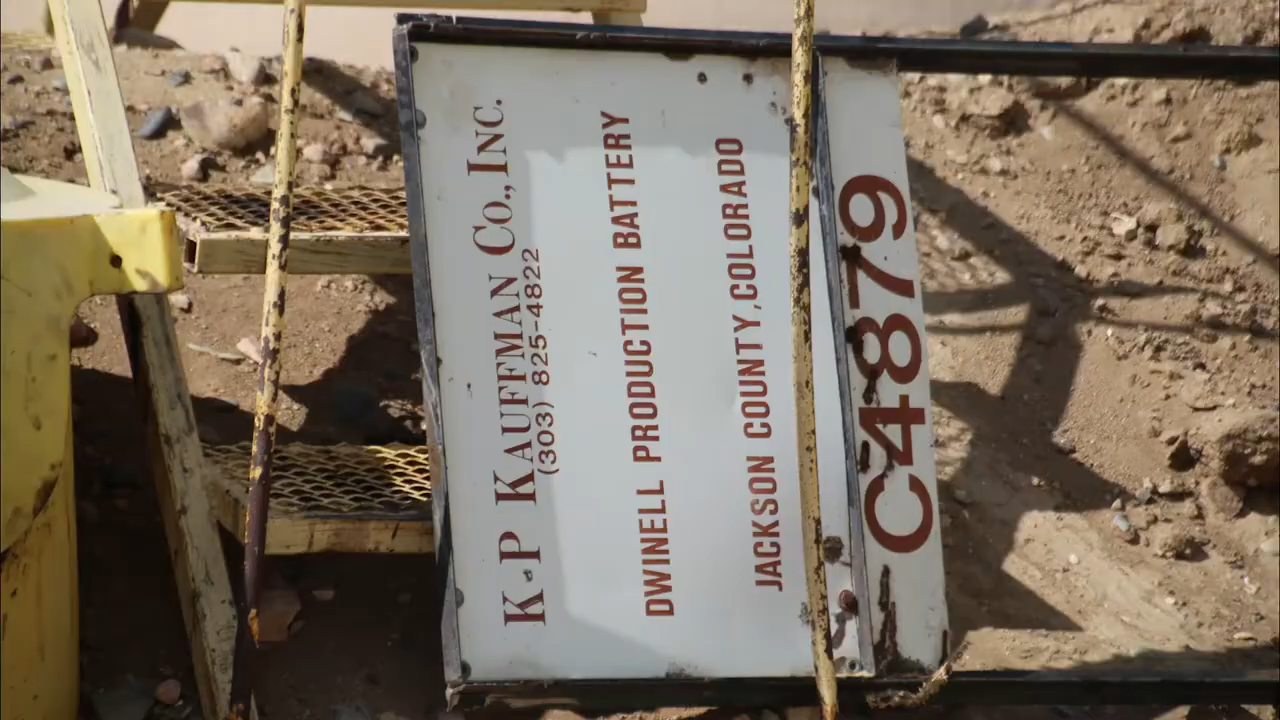 K P KAUFFMAN CO., INC.
(303) 825-4822
DWINELL PRODUCTION BATTERY
JACKSON COUNTY, COLORADO
C4879